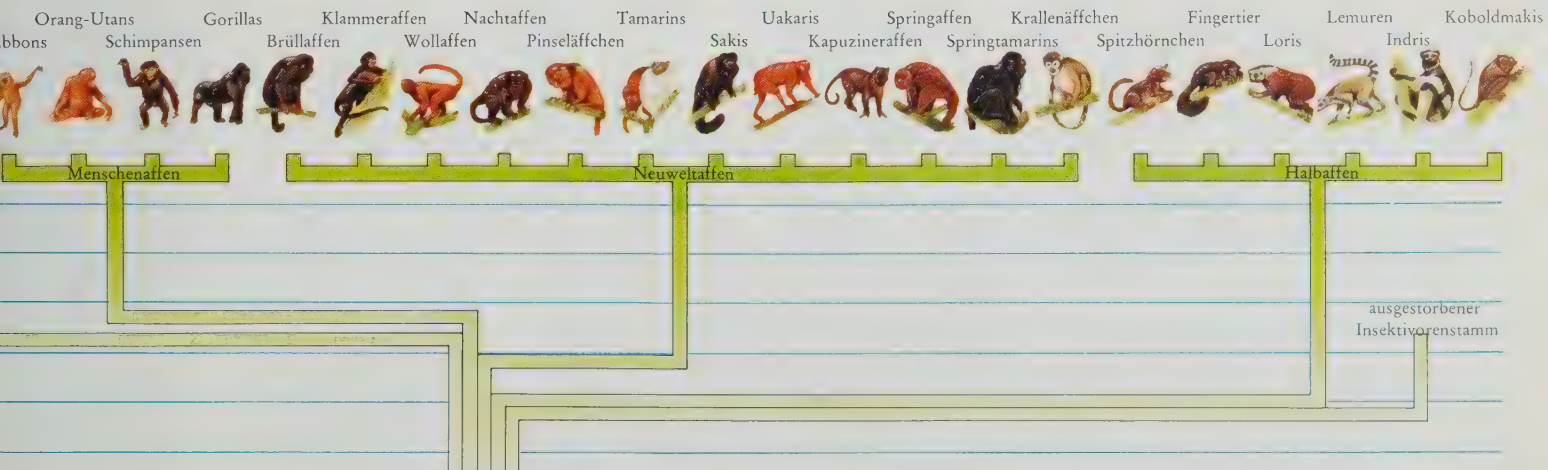 Orang-Utans Gorillas Klammeraffen Nachtaffen Tamarins Uakaris Springaffen Krallenäffchen Fingertier Lemuren Koboldmakis
ibbons Schimpansen Brüllaffen Wollaffen Pinseläffchen Sakis Kapuzineraffen Springtamarins Spitzhörnchen Loris Indris
Menschenaffen Neuweltaffen Halbaffen
ausgestorbener
Insektivorenstamm